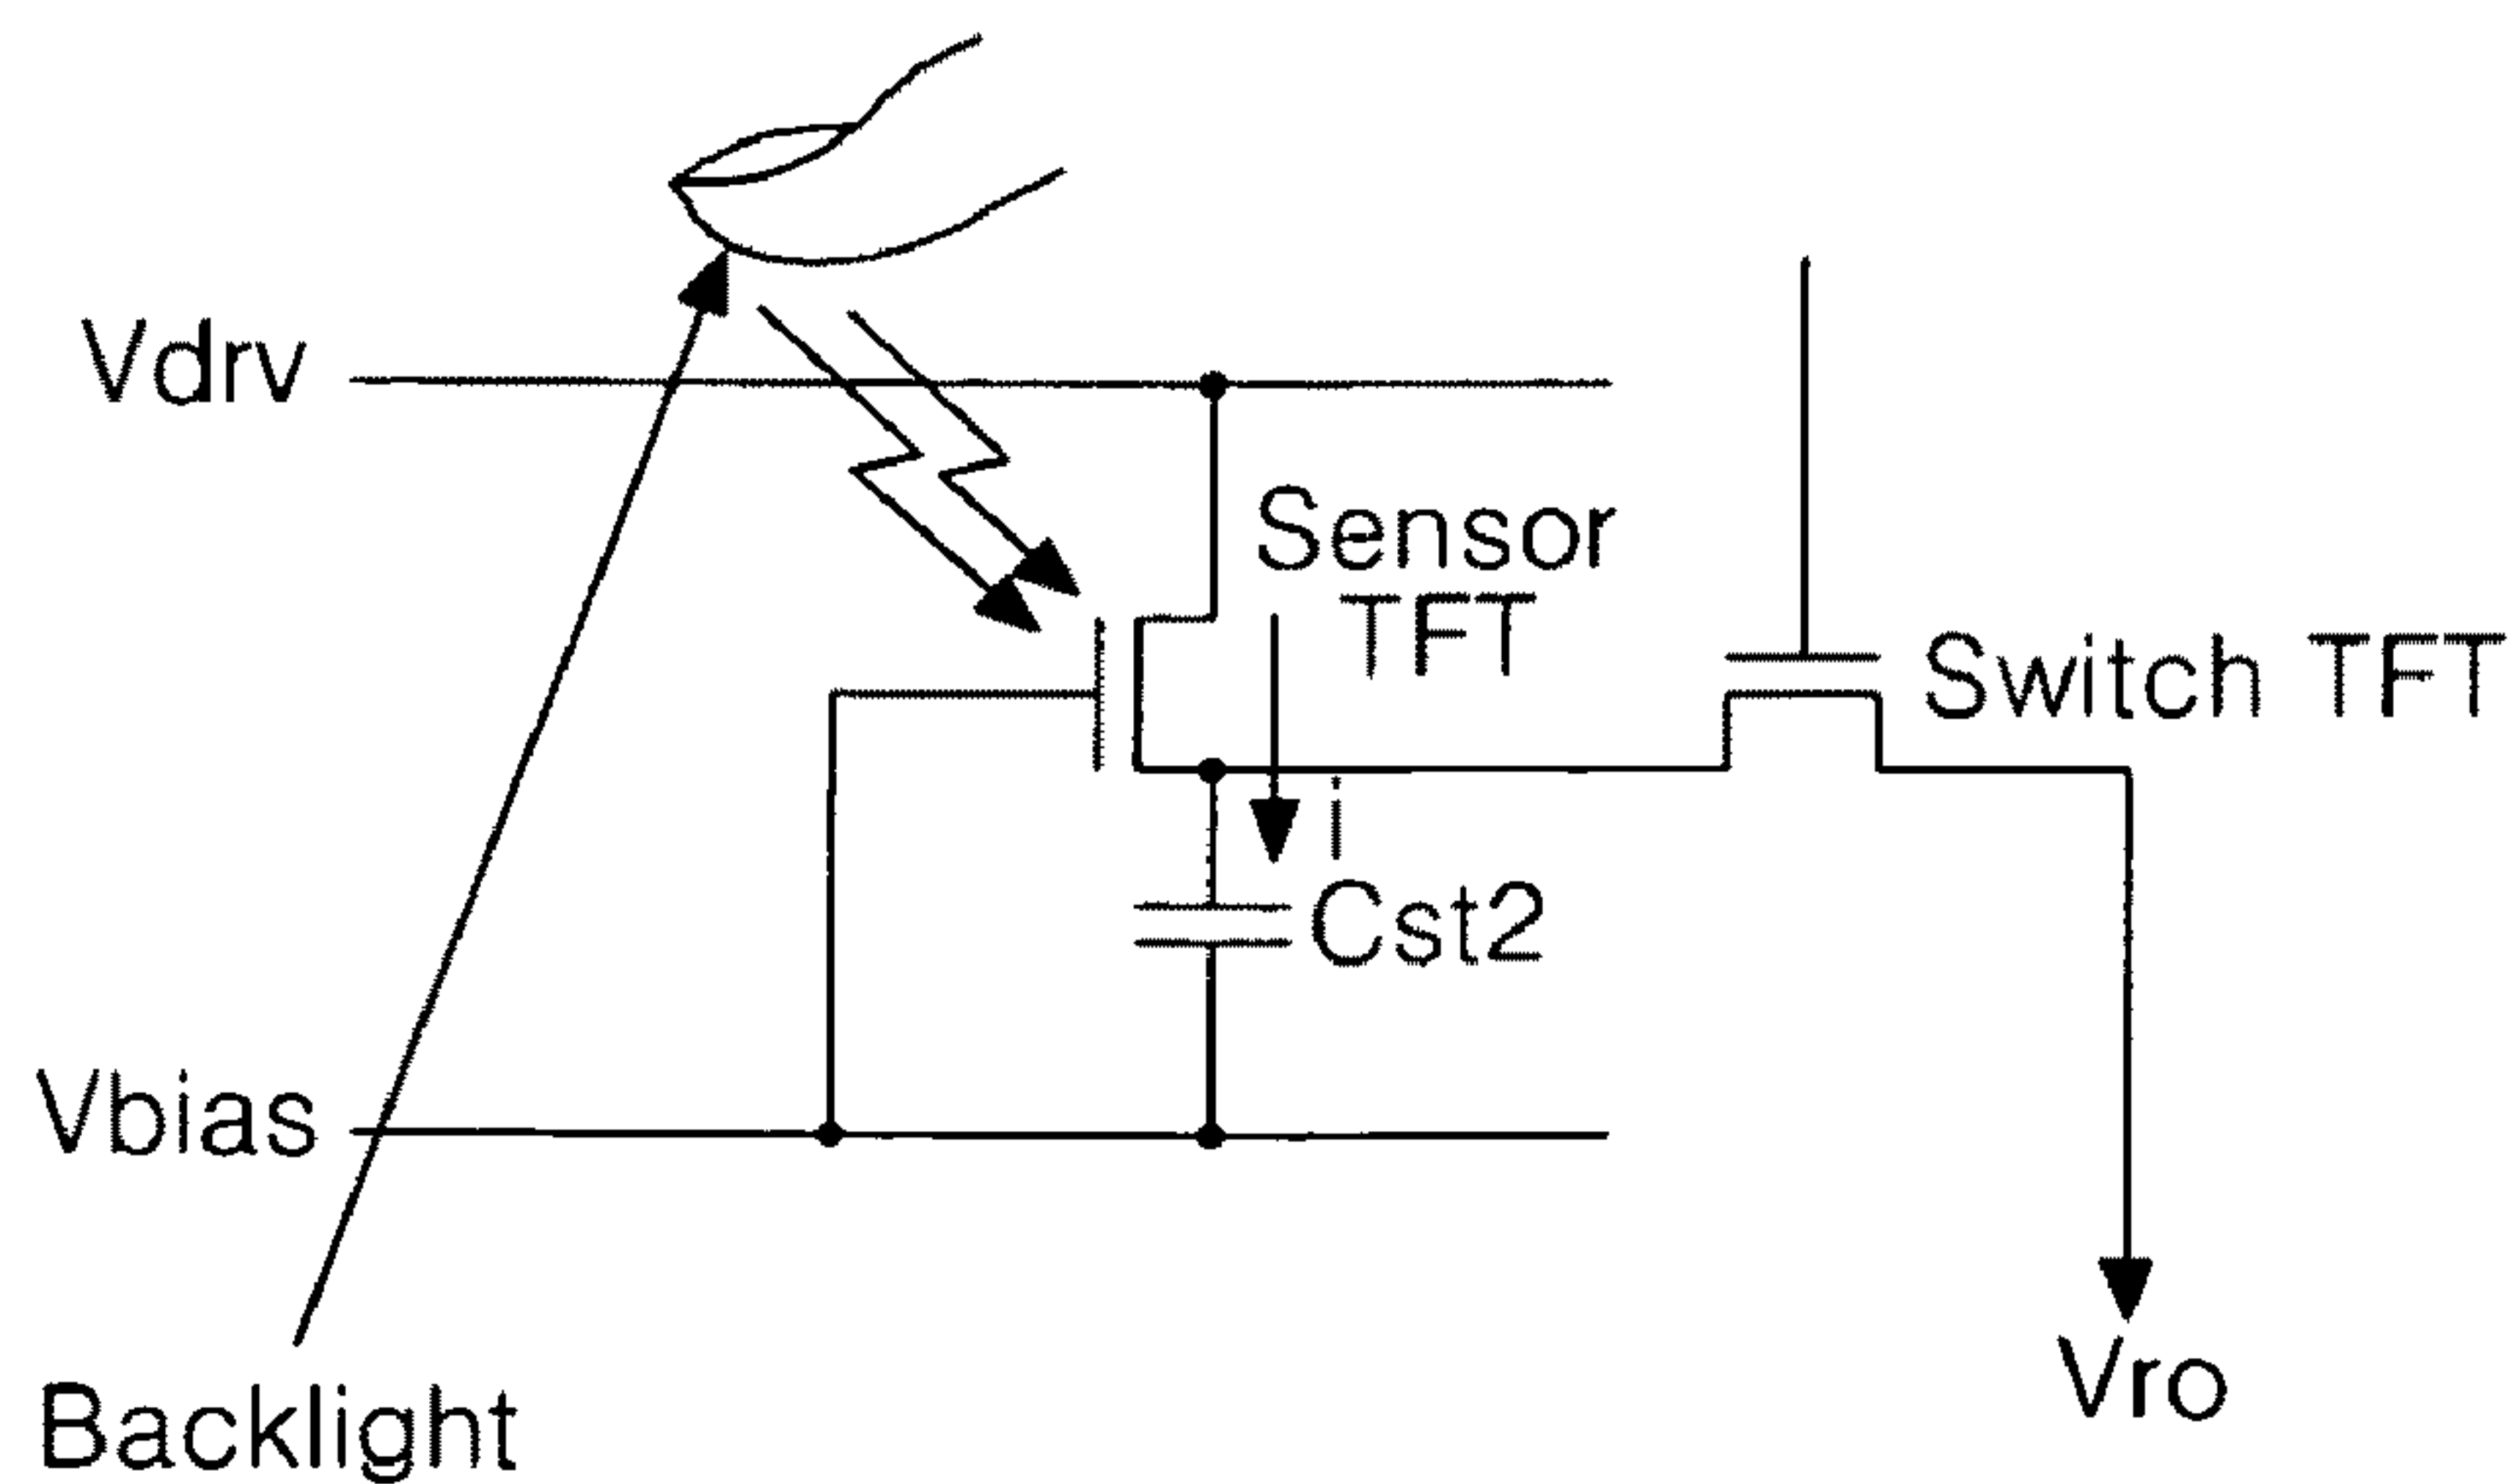 Vdrv
Sensor
TFT
Switch TFT
i
Cst2
Vbias
Vro
Backlight